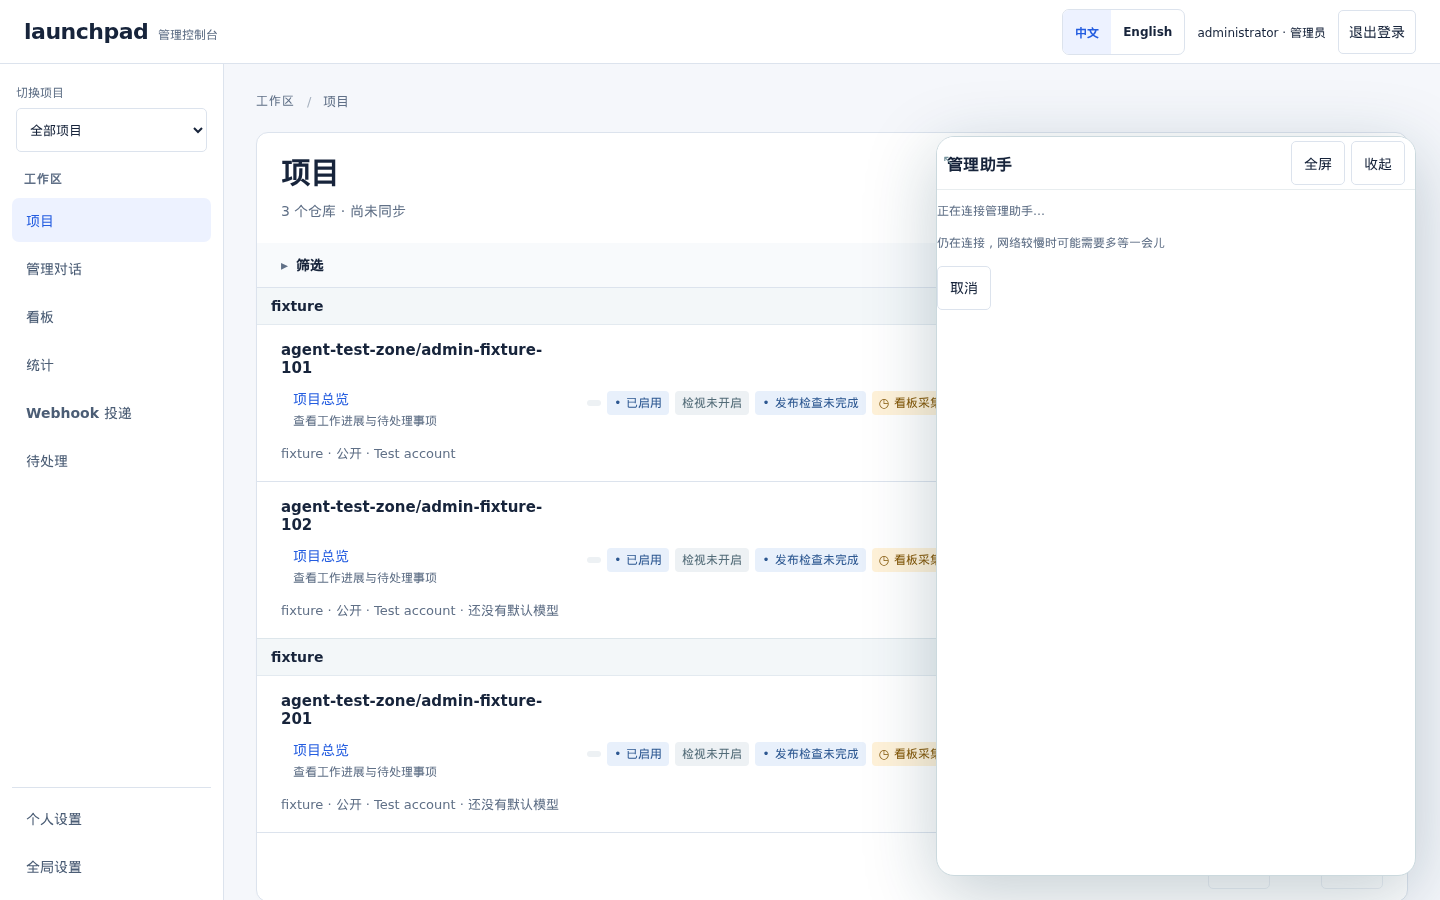 launchpad 管理控制台
中文 English administrator · 管理员 退出登录
切换项目
全部项目
工作区
项目
管理对话
看板
统计
Webhook 投递
待处理
个人设置
全局设置
工作区 / 项目
项目
3 个仓库 · 尚未同步
▸ 筛选
fixture
agent-test-zone/admin-fixture-
101
项目总览
查看工作进展与待处理事项
• 已启用 检视未开启 • 发布检查未完成 ◷ 看板采
fixture · 公开 · Test account
agent-test-zone/admin-fixture-
102
项目总览
查看工作进展与待处理事项
• 已启用 检视未开启 • 发布检查未完成 ◷ 看板采
fixture · 公开 · Test account · 还没有默认模型
fixture
agent-test-zone/admin-fixture-
201
项目总览
查看工作进展与待处理事项
• 已启用 检视未开启 • 发布检查未完成 ◷ 看板采
fixture · 公开 · Test account · 还没有默认模型
管理助手 全屏 收起
正在连接管理助手…
仍在连接，网络较慢时可能需要多等一会儿
取消